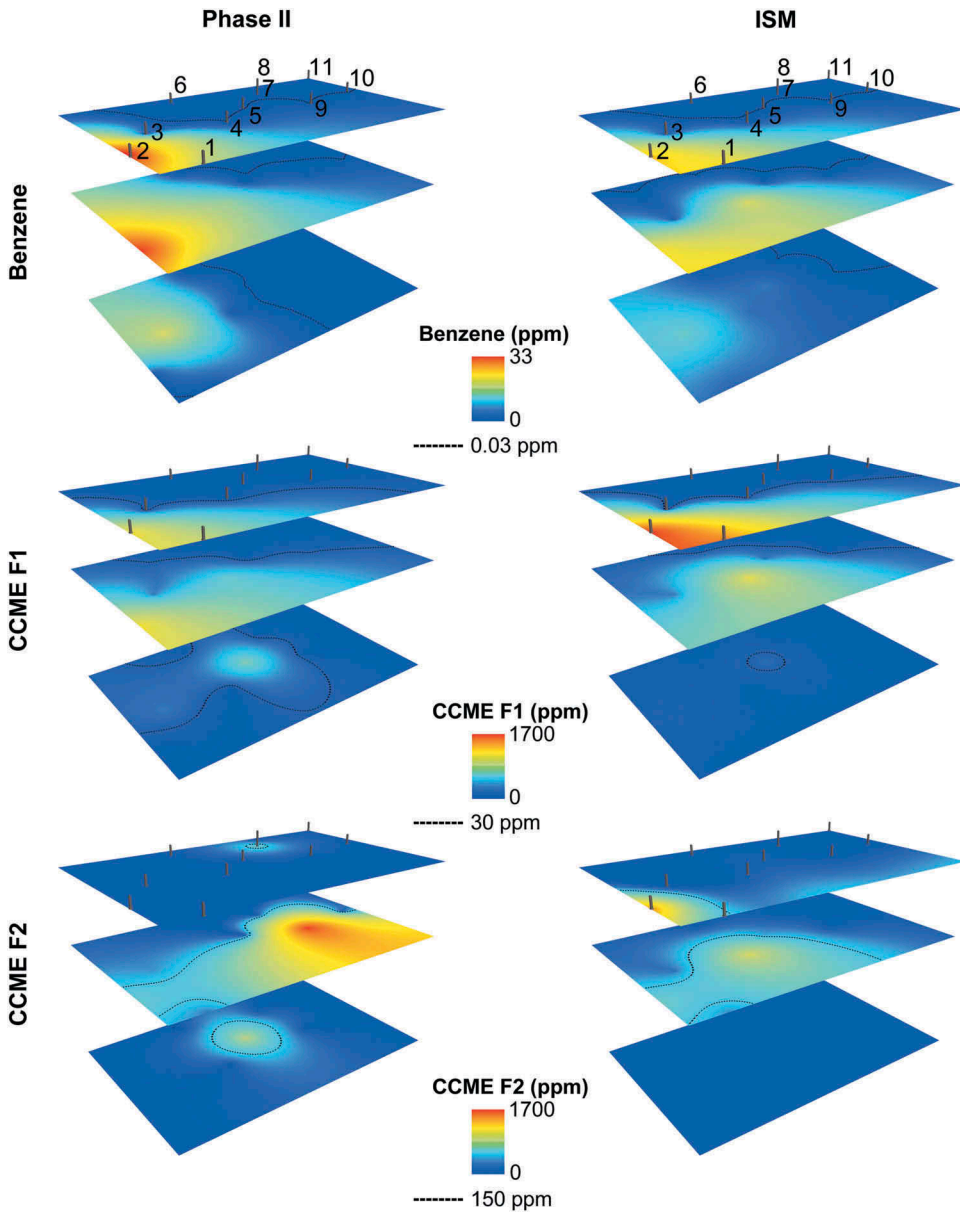 Phase II
ISM
Benzene
6
8
7
11
10
3
4
5
9
2
1
6
8
7
11
10
3
4
5
9
2
1
Benzene (ppm)
33
0
0.03 ppm
CCME F1
CCME F1 (ppm)
1700
0
30 ppm
CCME F2
CCME F2 (ppm)
1700
0
150 ppm